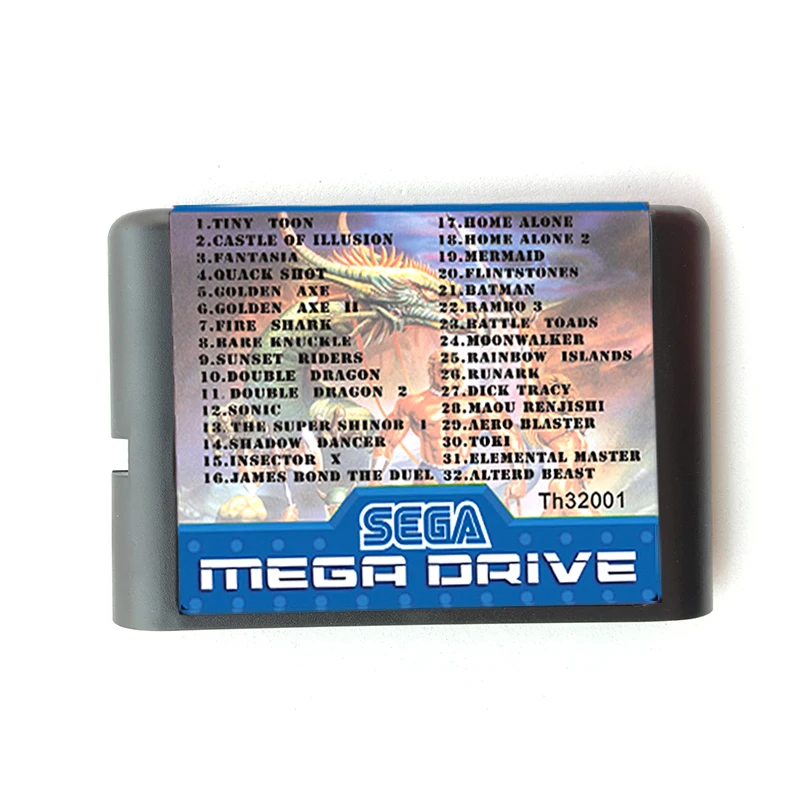 1.TINY TOON
2.CASTLE OF ILLUSION
3.FANTASIA
4.QUACK SHOT
5.GOLDEN AXE
6.GOLDEN AXE II
7.FIRE SHARK
8.BARE KNUCKLE
9.SUNSET RIDERS
10.DOUBLE DRAGON
11.DOUBLE DRAGON 2
12.SONIC
13.THE SUPER SHINOB I
14.SHADOW DANCER
15.INSECTOR X
16.JAMES BOND THE DUEL
17.HOME ALONE
18.HOME ALONE 2
19.MERMAID
20.FLINTSTONES
21.BATMAN
22.RAMBO 3
23.BATTLE TOADS
24.MOONWALKER
25.RAINBOW ISLANDS
26.RUNARK
27.DICK TRACY
28.MAOU RENJISHI
29.AERO BLASTER
30.TOKI
31.ELEMENTAL MASTER
32.ALTERD BEAST
Th32001
SEGA
MEGA DRIVE